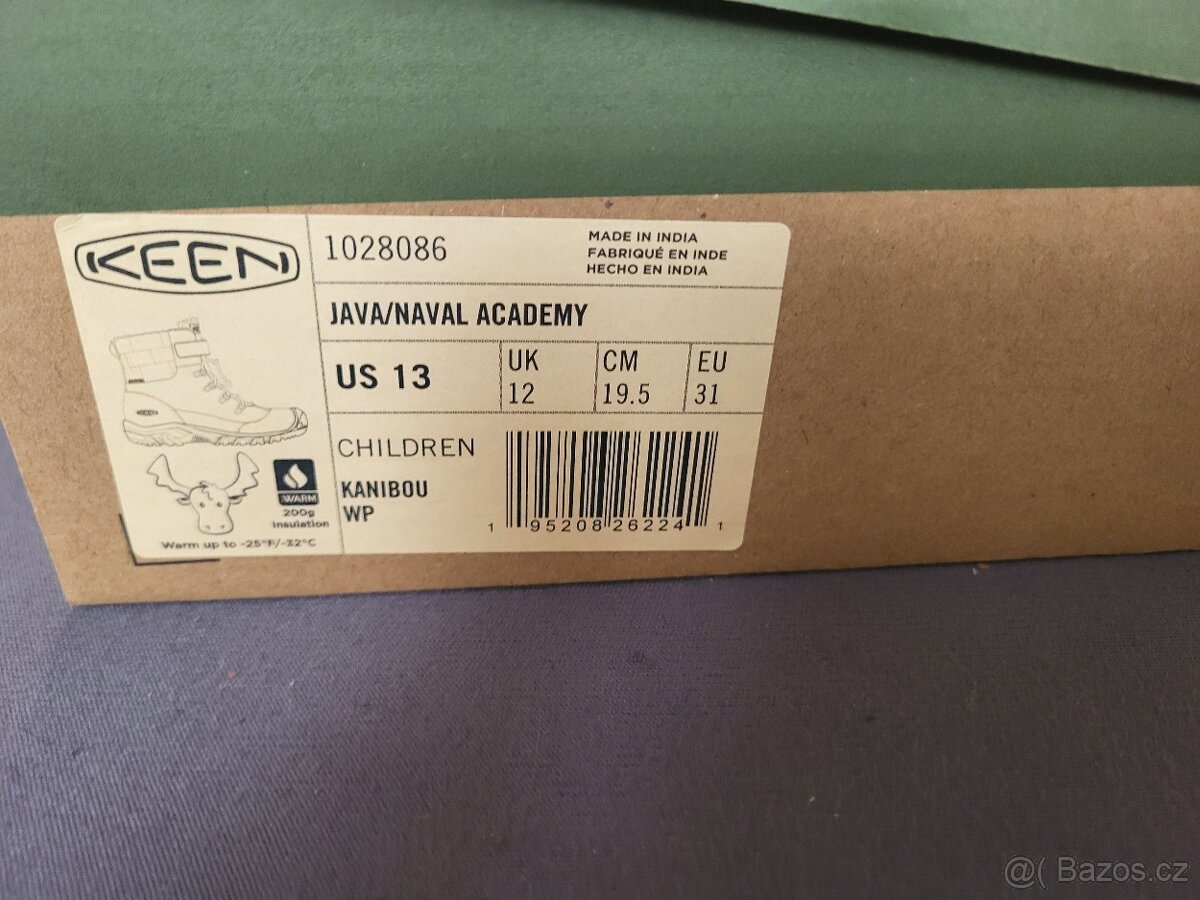 KEEN
1028086
MADE IN INDIA
FABRIQUÉ EN INDE
HECHO EN INDIA
JAVA/NAVAL ACADEMY
US 13
UK
12
CM
19.5
EU
31
CHILDREN
KANIBOU
WP
WARM
200g
insulation
Warm up to -25°F/-32°C
1 95208 26224 1
@( Bazos.cz